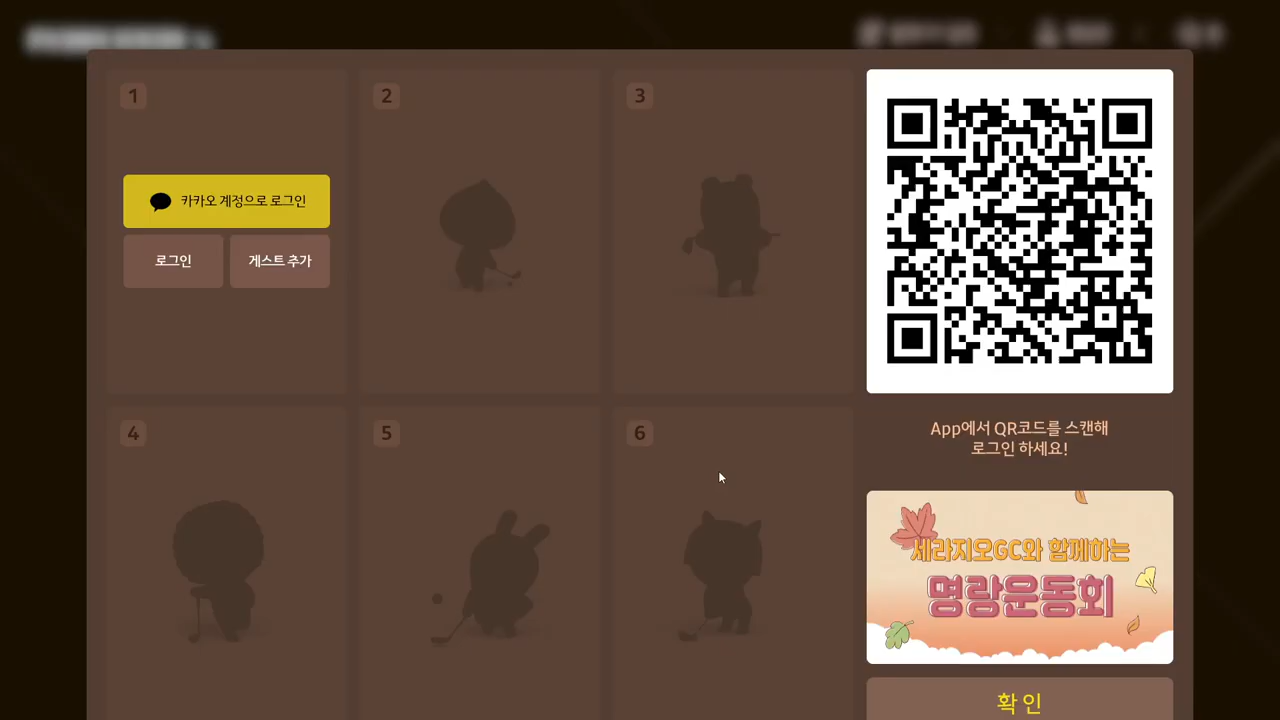 1
2
3
카카오 계정으로 로그인
로그인
게스트 추가
4
5
6
App에서 QR코드를 스캔해
로그인 하세요!
세라지오GC와 함께하는
명랑운동회
확인